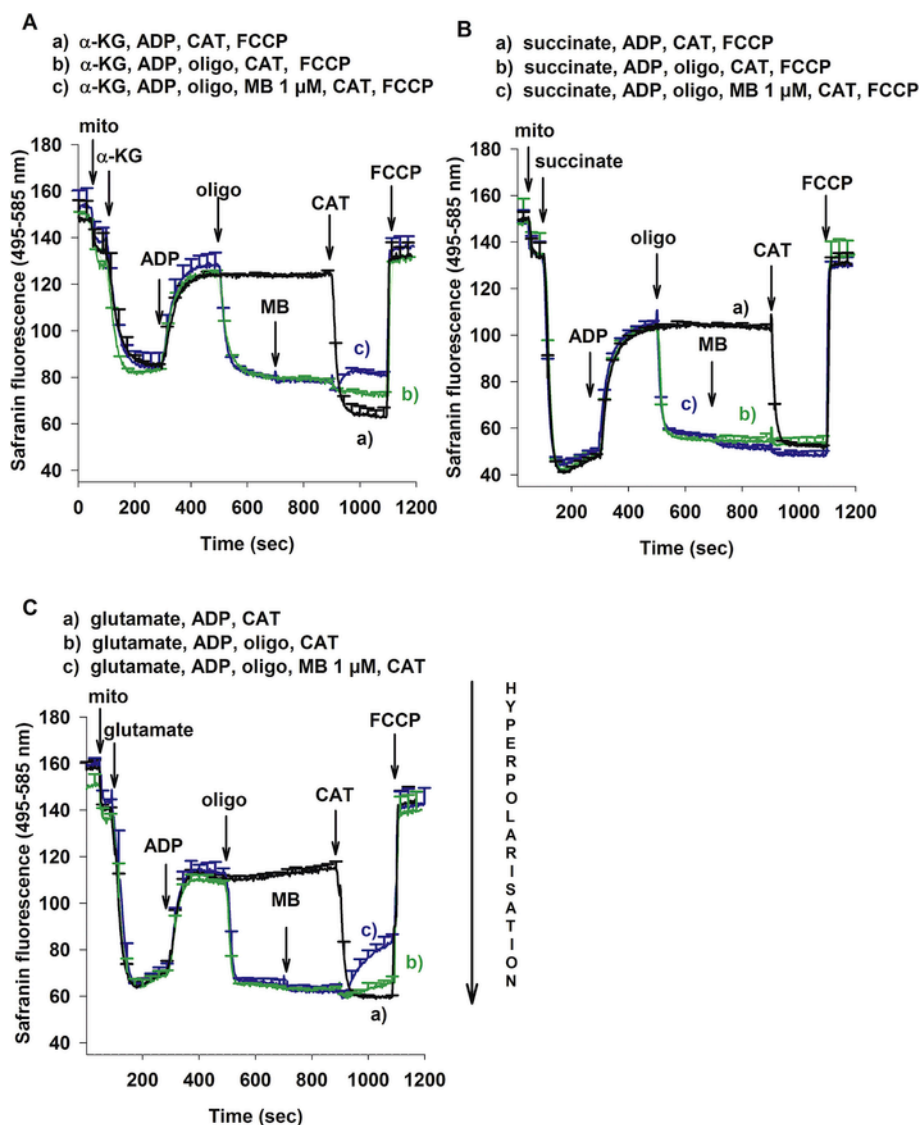 A
a) α-KG, ADP, CAT, FCCP
b) α-KG, ADP, oligo, CAT, FCCP
c) α-KG, ADP, oligo, MB 1 µM, CAT, FCCP
mito
α-KG
ADP
oligo
MB
CAT
FCCP
c)
b)
a)
Safranin fluorescence (495-585 nm)
180
160
140
120
100
80
60
40
0 200 400 600 800 1000 1200
Time (sec)
B
a) succinate, ADP, CAT, FCCP
b) succinate, ADP, oligo, CAT, FCCP
c) succinate, ADP, oligo, MB 1 µM, CAT, FCCP
mito
succinate
ADP
oligo
MB
CAT
FCCP
a)
c)
b)
Safranin fluorescence (495-585 nm)
180
160
140
120
100
80
60
40
200 400 600 800 1000 1200
Time (sec)
C
a) glutamate, ADP, CAT
b) glutamate, ADP, oligo, CAT
c) glutamate, ADP, oligo, MB 1 µM, CAT
mito
glutamate
ADP
oligo
MB
CAT
FCCP
c)
b)
a)
Safranin fluorescence (495-585 nm)
180
160
140
120
100
80
60
40
200 400 600 800 1000 1200
Time (sec)
HYPERPOLARISATION